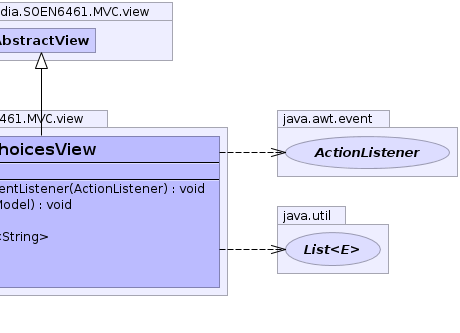 dia.SOEN6461.MVC.view
AbstractView
461.MVC.view
java.awt.event
hoicesView
ActionListener
entListener(ActionListener) : void
Model) : void
java.util
<String>
List<E>